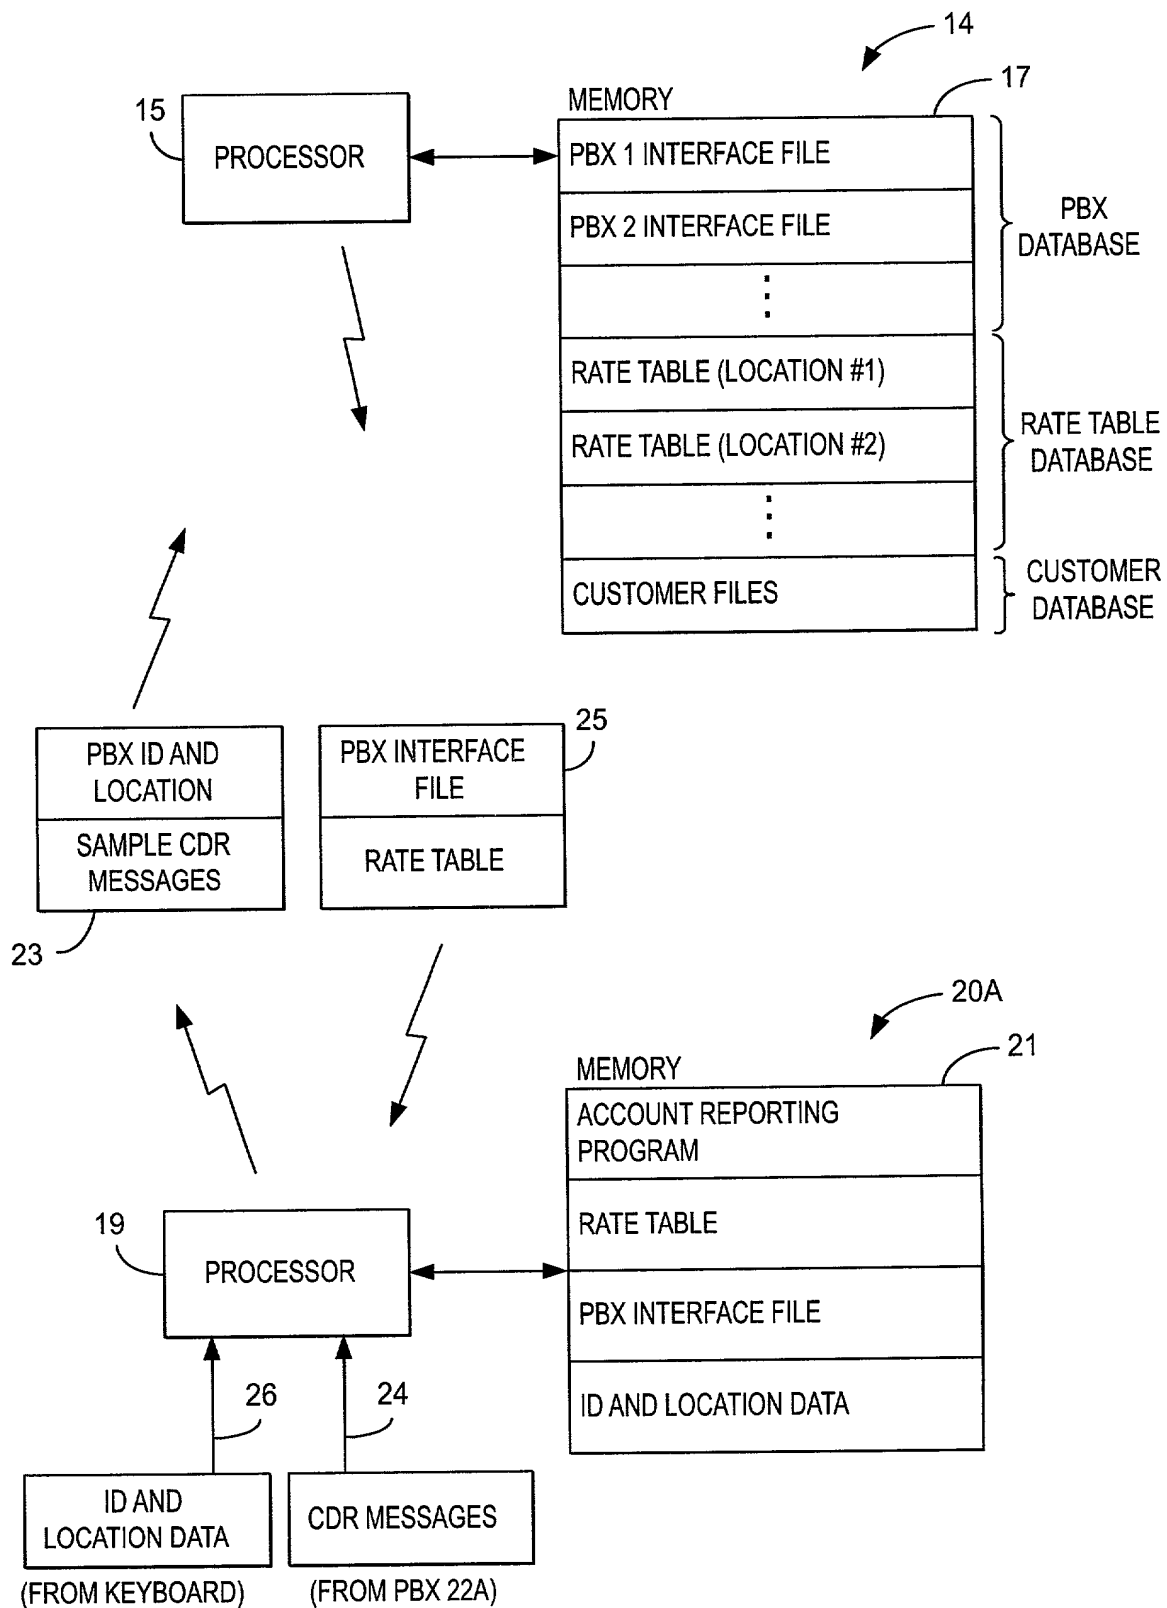 14
17
15
MEMORY
PROCESSOR
PBX 1 INTERFACE FILE
PBX 2 INTERFACE FILE
PBX
DATABASE
RATE TABLE (LOCATION #1)
RATE TABLE (LOCATION #2)
RATE TABLE
DATABASE
CUSTOMER FILES
CUSTOMER
DATABASE
PBX ID AND
LOCATION
SAMPLE CDR
MESSAGES
23
PBX INTERFACE
FILE
RATE TABLE
25
20A
21
MEMORY
ACCOUNT REPORTING
PROGRAM
RATE TABLE
PBX INTERFACE FILE
ID AND LOCATION DATA
19
PROCESSOR
26
24
ID AND
LOCATION DATA
(FROM KEYBOARD)
CDR MESSAGES
(FROM PBX 22A)